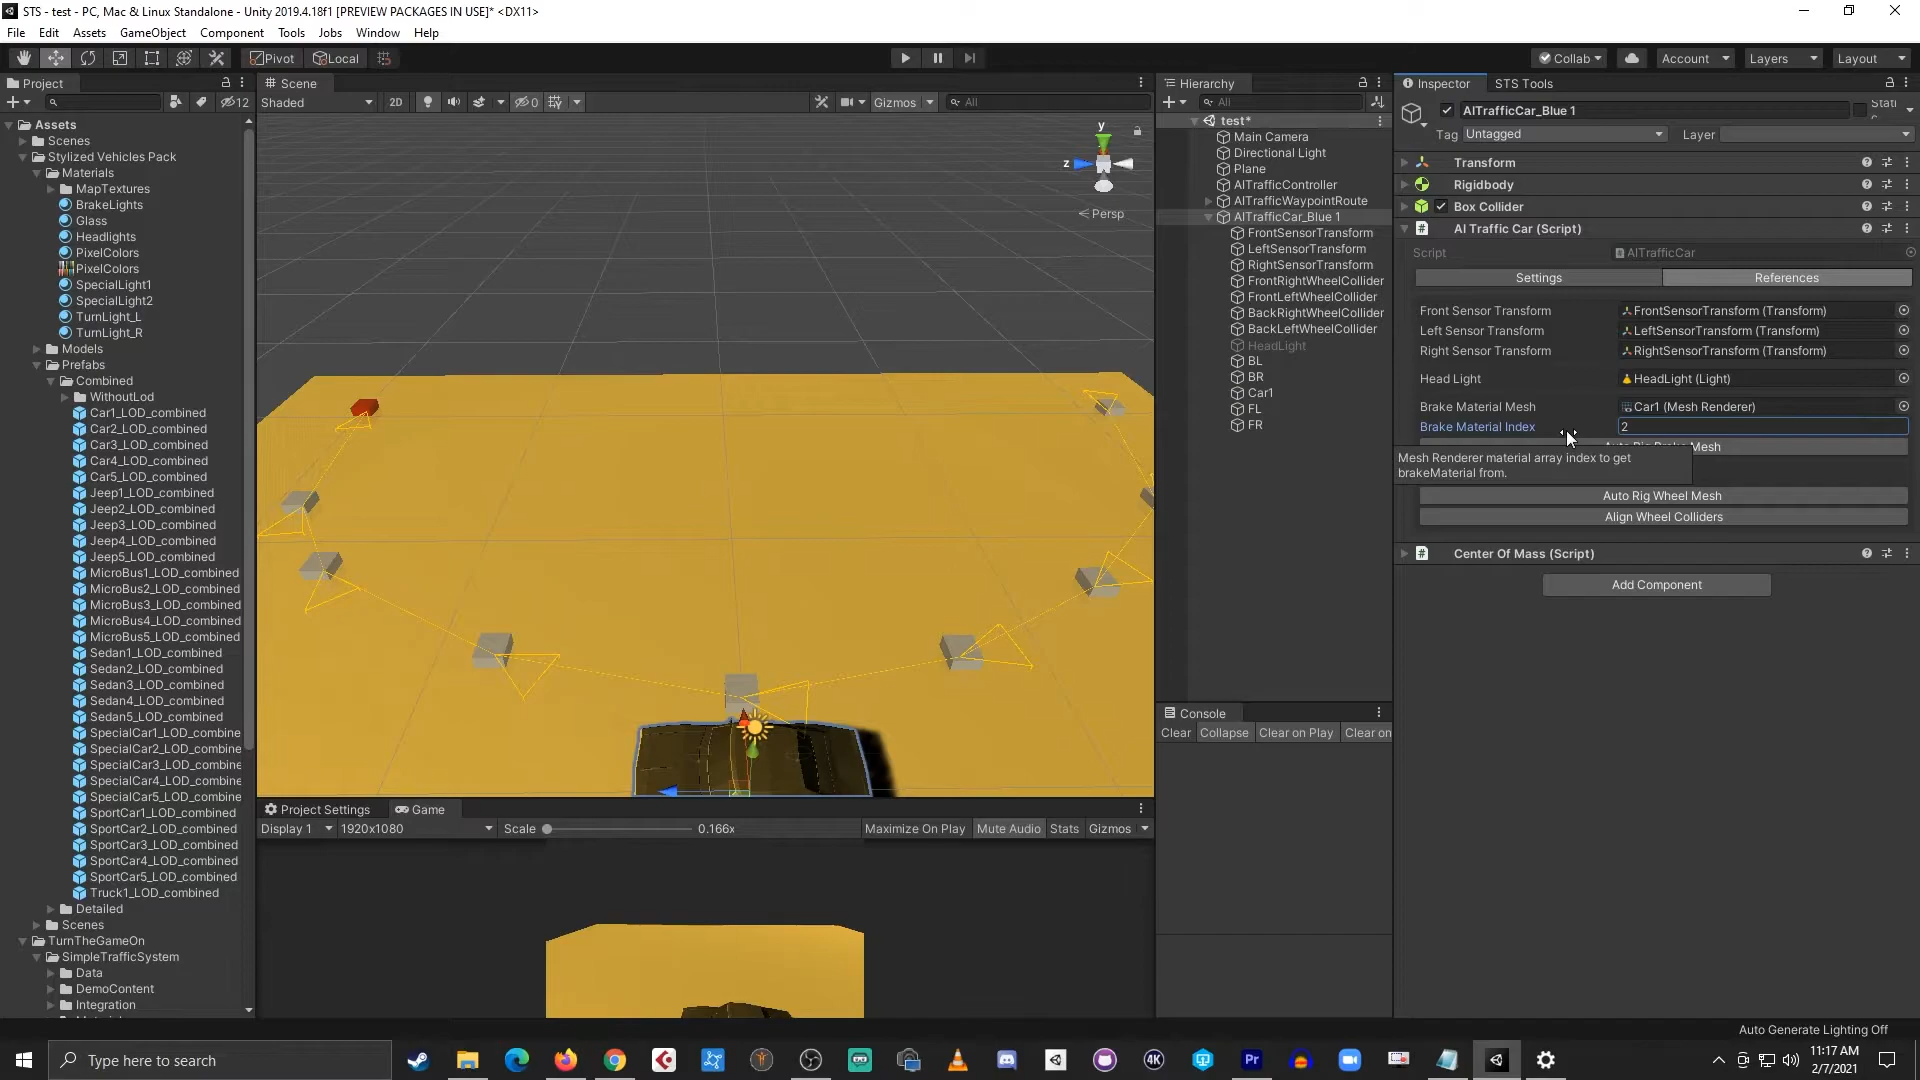 STS - test - PC, Mac & Linux Standalone - Unity 2019.4.18f1 [PREVIEW PACKAGES IN USE]* <DX11>
File Edit Assets GameObject Component Tools Jobs Window Help
Pivot Local Collab Account Layers Layout
Project
12
Assets
Scenes
Stylized Vehicles Pack
Materials
MapTextures
BrakeLights
Glass
Headlights
PixelColors
PixelColors
SpecialLight1
SpecialLight2
TurnLight_L
TurnLight_R
Models
Prefabs
Combined
WithoutLod
Car1_LOD_combined
Car2_LOD_combined
Car3_LOD_combined
Car4_LOD_combined
Car5_LOD_combined
Jeep1_LOD_combined
Jeep2_LOD_combined
Jeep3_LOD_combined
Jeep4_LOD_combined
Jeep5_LOD_combined
MicroBus1_LOD_combined
MicroBus2_LOD_combined
MicroBus3_LOD_combined
MicroBus4_LOD_combined
MicroBus5_LOD_combined
Sedan1_LOD_combined
Sedan2_LOD_combined
Sedan3_LOD_combined
Sedan4_LOD_combined
Sedan5_LOD_combined
SpecialCar1_LOD_combine
SpecialCar2_LOD_combine
SpecialCar3_LOD_combine
SpecialCar4_LOD_combine
SpecialCar5_LOD_combine
SportCar1_LOD_combined
SportCar2_LOD_combined
SportCar3_LOD_combined
SportCar4_LOD_combined
SportCar5_LOD_combined
Truck1_LOD_combined
Detailed
Scenes
TurnTheGameOn
SimpleTrafficSystem
Data
DemoContent
Integration
Scene
Shaded 2D 0 Gizmos All
y
z
Persp
Project Settings Game
Display 1 1920x1080 Scale 0.166x Maximize On Play Mute Audio Stats Gizmos
Hierarchy
All
test*
Main Camera
Directional Light
Plane
AITrafficController
AITrafficWaypointRoute
AITrafficCar_Blue 1
FrontSensorTransform
LeftSensorTransform
RightSensorTransform
FrontRightWheelCollider
FrontLeftWheelCollider
BackRightWheelCollider
BackLeftWheelCollider
HeadLight
BL
BR
Car1
FL
FR
Console
Clear Collapse Clear on Play Clear on
Inspector STS Tools
AITrafficCar_Blue 1 Stati
c
Tag Untagged Layer
Transform
Rigidbody
Box Collider
AI Traffic Car (Script)
Script AITrafficCar
Settings References
Front Sensor Transform FrontSensorTransform (Transform)
Left Sensor Transform LeftSensorTransform (Transform)
Right Sensor Transform RightSensorTransform (Transform)
Head Light HeadLight (Light)
Brake Material Mesh Car1 (Mesh Renderer)
Brake Material Index 2
Auto Rig Brake Mesh
Mesh Renderer material array index to get
brakeMaterial from.
Auto Rig Wheel Mesh
Align Wheel Colliders
Center Of Mass (Script)
Add Component
Auto Generate Lighting Off
Type here to search
4K
Pr
11:17 AM
2/7/2021